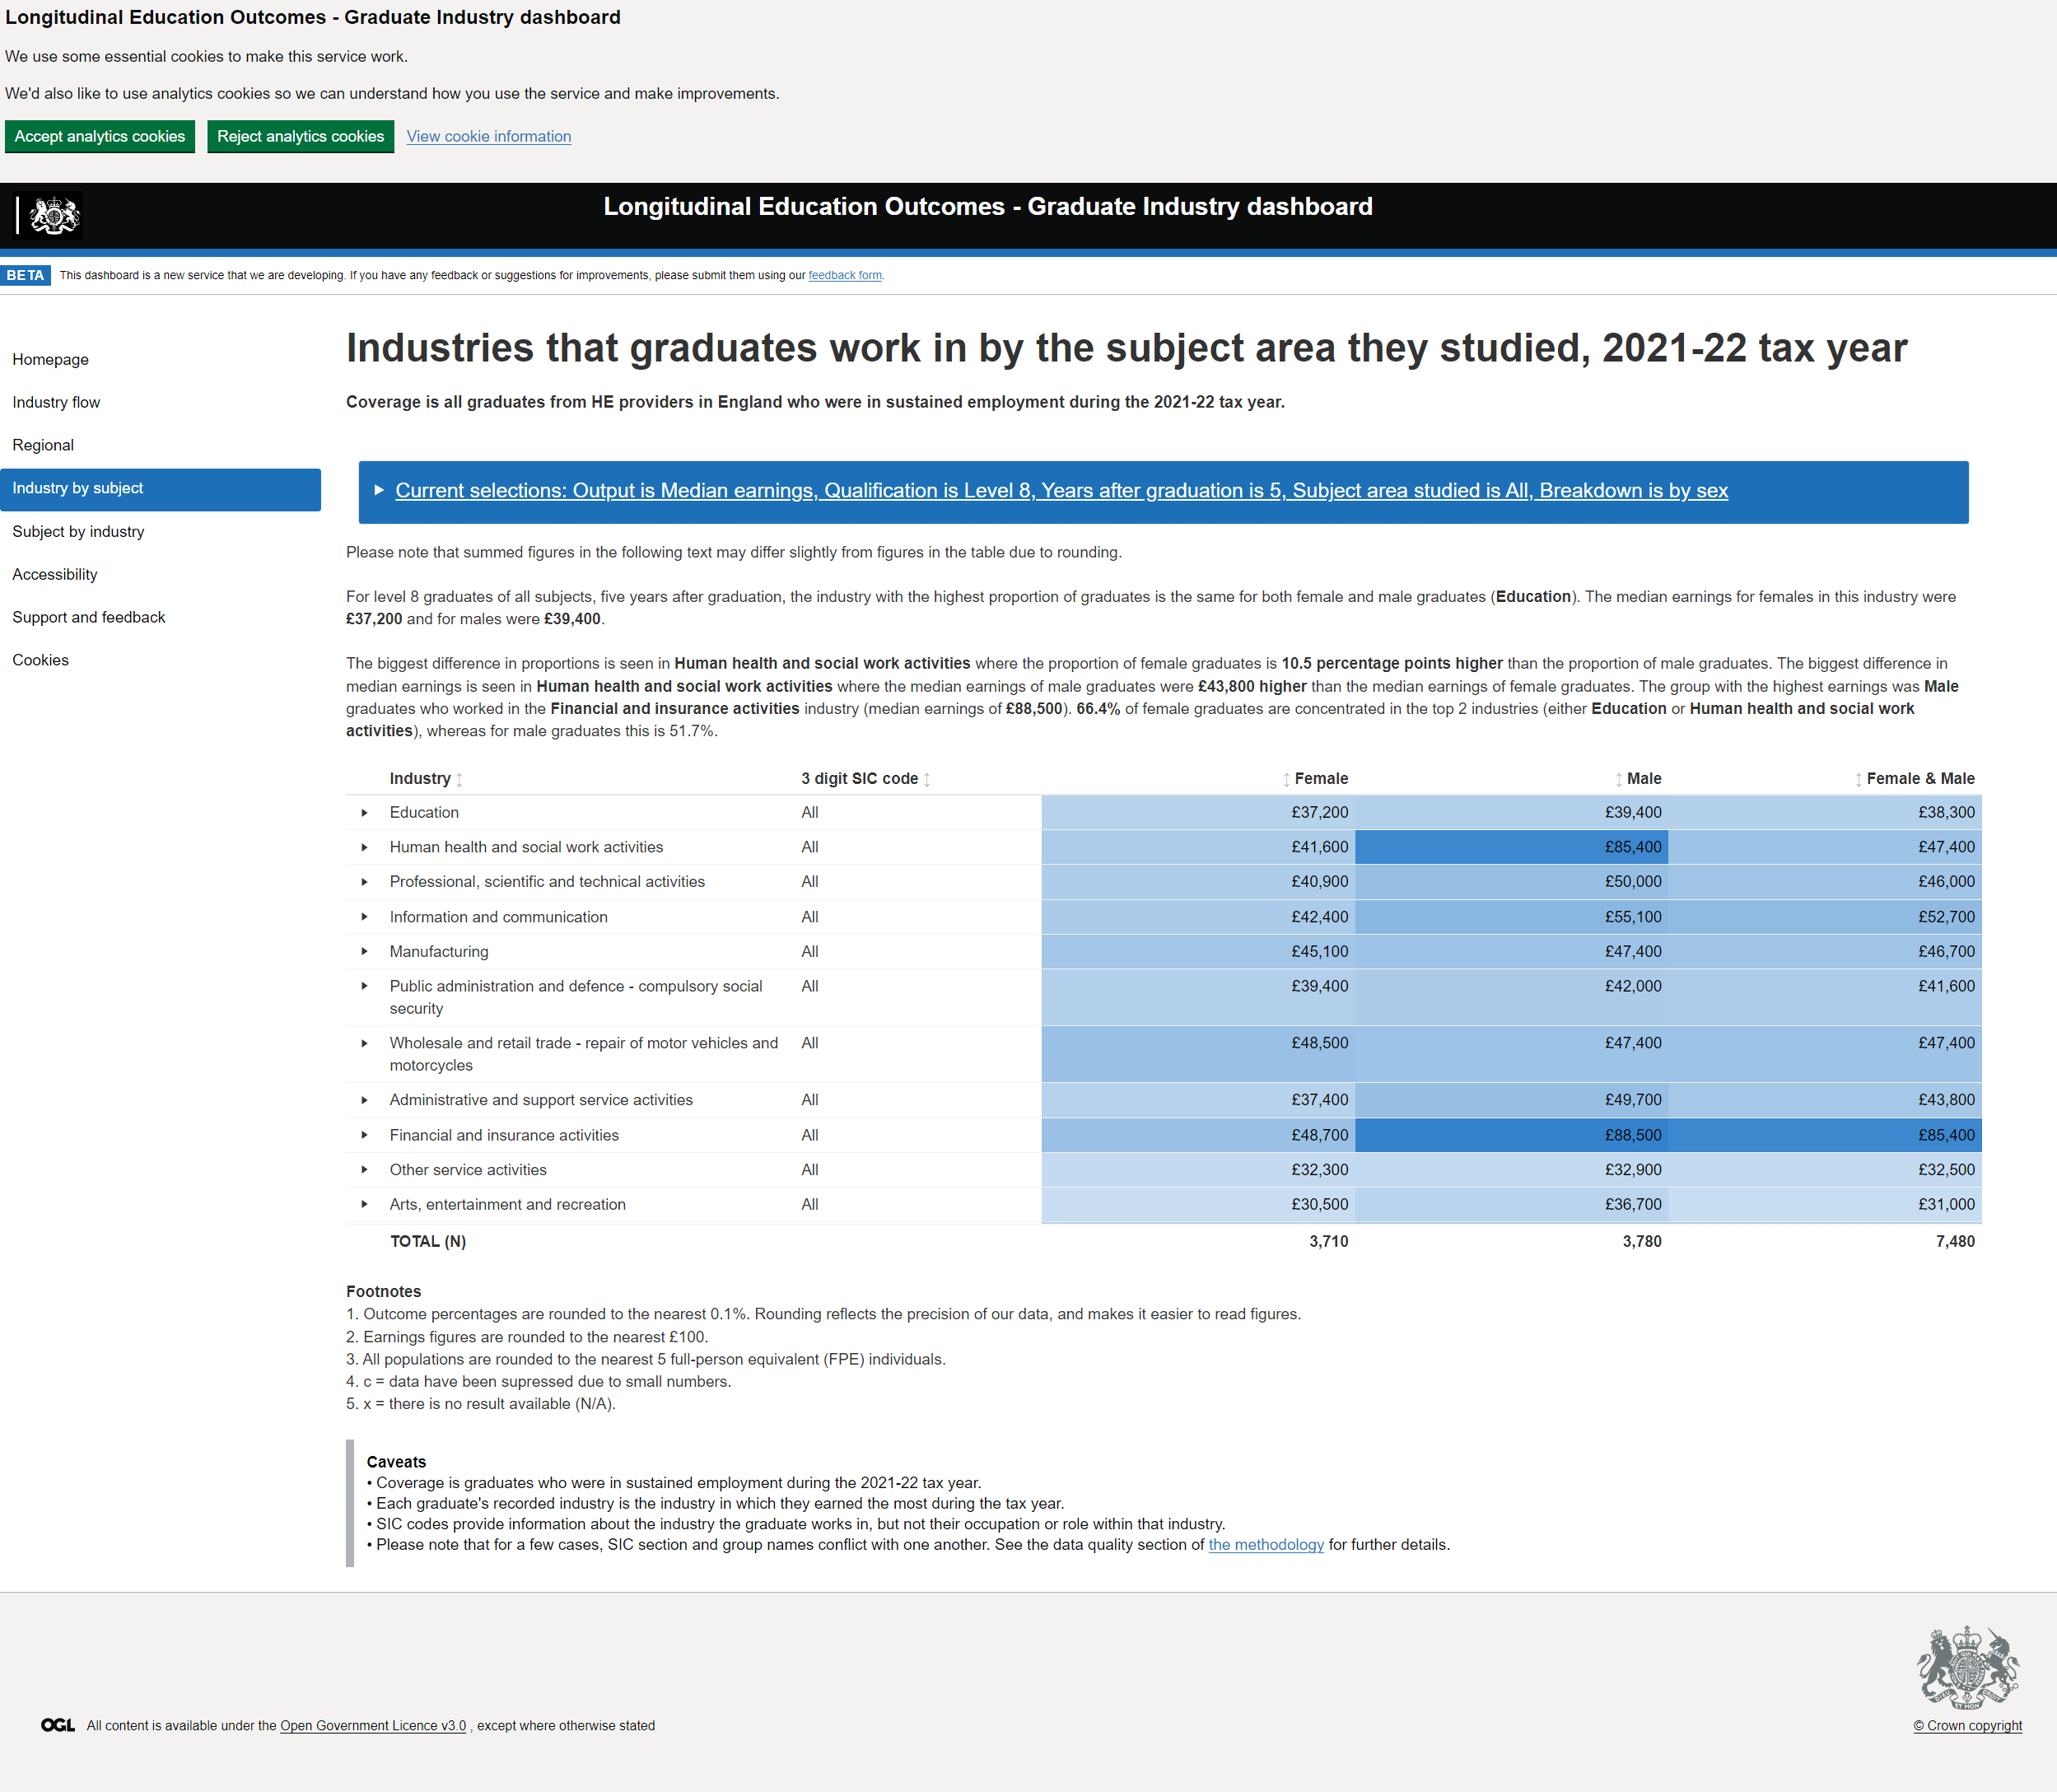 Longitudinal Education Outcomes - Graduate Industry dashboard
We use some essential cookies to make this service work.
We'd also like to use analytics cookies so we can understand how you use the service and make improvements.
Accept analytics cookies Reject analytics cookies View cookie information
Longitudinal Education Outcomes - Graduate Industry dashboard
BETA This dashboard is a new service that we are developing. If you have any feedback or suggestions for improvements, please submit them using our feedback form.
Homepage
Industry flow
Regional
Industry by subject
Subject by industry
Accessibility
Support and feedback
Cookies
Industries that graduates work in by the subject area they studied, 2021-22 tax year
Coverage is all graduates from HE providers in England who were in sustained employment during the 2021-22 tax year.
Current selections: Output is Median earnings, Qualification is Level 8, Years after graduation is 5, Subject area studied is All, Breakdown is by sex
Please note that summed figures in the following text may differ slightly from figures in the table due to rounding.
For level 8 graduates of all subjects, five years after graduation, the industry with the highest proportion of graduates is the same for both female and male graduates (Education). The median earnings for females in this industry were
£37,200 and for males were £39,400.
The biggest difference in proportions is seen in Human health and social work activities where the proportion of female graduates is 10.5 percentage points higher than the proportion of male graduates. The biggest difference in
median earnings is seen in Human health and social work activities where the median earnings of male graduates were £43,800 higher than the median earnings of female graduates. The group with the highest earnings was Male
graduates who worked in the Financial and insurance activities industry (median earnings of £88,500). 66.4% of female graduates are concentrated in the top 2 industries (either Education or Human health and social work
activities), whereas for male graduates this is 51.7%.
Industry 3 digit SIC code Female Male Female & Male
Education All £37,200 £39,400 £38,300
Human health and social work activities All £41,600 £85,400 £47,400
Professional, scientific and technical activities All £40,900 £50,000 £46,000
Information and communication All £42,400 £55,100 £52,700
Manufacturing All £45,100 £47,400 £46,700
Public administration and defence - compulsory social All £39,400 £42,000 £41,600
security
Wholesale and retail trade - repair of motor vehicles and All £48,500 £47,400 £47,400
motorcycles
Administrative and support service activities All £37,400 £49,700 £43,800
Financial and insurance activities All £48,700 £88,500 £85,400
Other service activities All £32,300 £32,900 £32,500
Arts, entertainment and recreation All £30,500 £36,700 £31,000
TOTAL (N) 3,710 3,780 7,480
Footnotes
1. Outcome percentages are rounded to the nearest 0.1%. Rounding reflects the precision of our data, and makes it easier to read figures.
2. Earnings figures are rounded to the nearest £100.
3. All populations are rounded to the nearest 5 full-person equivalent (FPE) individuals.
4. c = data have been supressed due to small numbers.
5. x = there is no result available (N/A).
Caveats
• Coverage is graduates who were in sustained employment during the 2021-22 tax year.
• Each graduate's recorded industry is the industry in which they earned the most during the tax year.
• SIC codes provide information about the industry the graduate works in, but not their occupation or role within that industry.
• Please note that for a few cases, SIC section and group names conflict with one another. See the data quality section of the methodology for further details.
OGL All content is available under the Open Government Licence v3.0 , except where otherwise stated
© Crown copyright